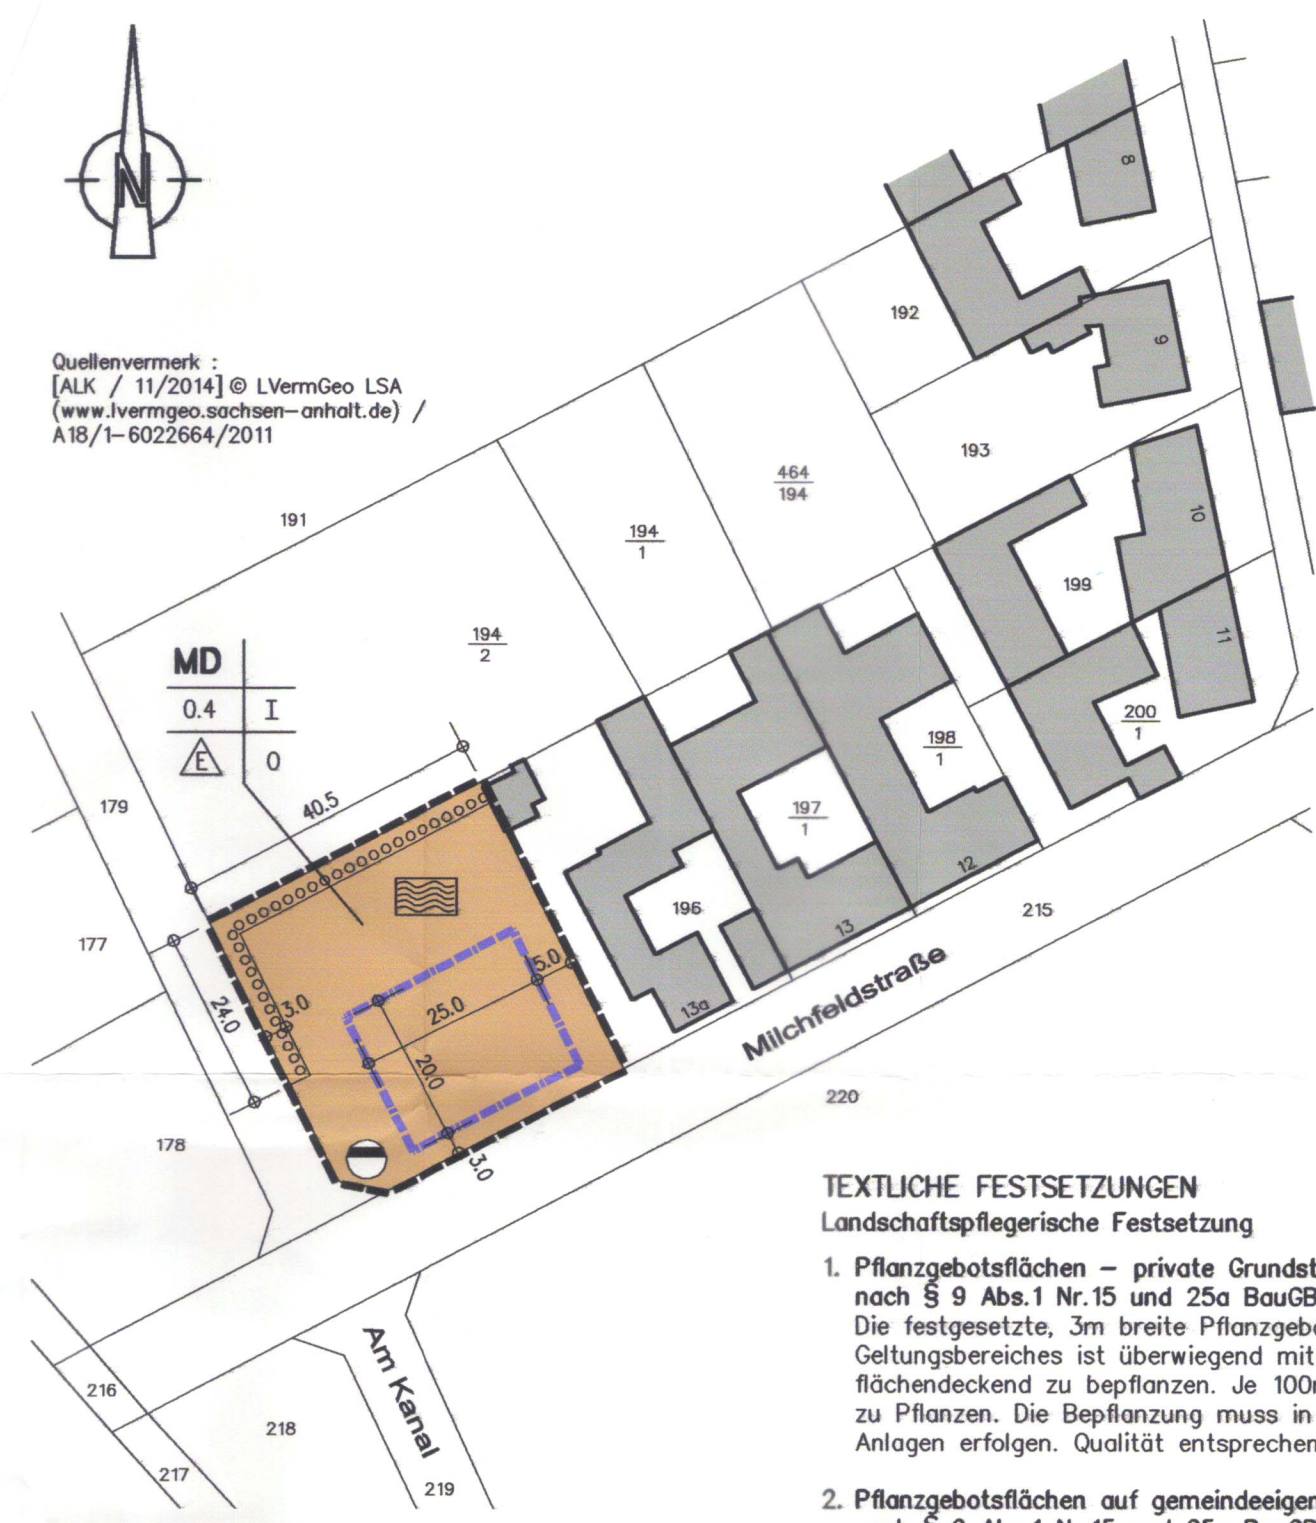 N
Quellenvermerk :
[ALK / 11/2014] © LVermGeo LSA
(www.lvermgeo.sachsen-anhalt.de) /
A18/1-6022664/2011
8
192
9
193
464
194
191
194
1
10
199
194
2
11
MD
0.4 I
E O
200
1
198
1
179
40.5
197
1
12
196
215
177
13
5.0
25.0
24.0
3.0
13a
Milchfeldstraße
20.0
220
178
3.0
TEXTLICHE FESTSETZUNGEN
Landschaftspflegerische Festsetzung
1. Pflanzgebotsflächen – private Grundst
nach § 9 Abs.1 Nr.15 und 25a BauGB
Die festgesetzte, 3m breite Pflanzgeb
Geltungsbereiches ist überwiegend mit
flächendeckend zu bepflanzen. Je 100
zu Pflanzen. Die Bepflanzung muss in
Anlagen erfolgen. Qualität entsprechen
Am Kanal
216
218
217
219
2. Pflanzgebotsflächen auf gemeindeeigen